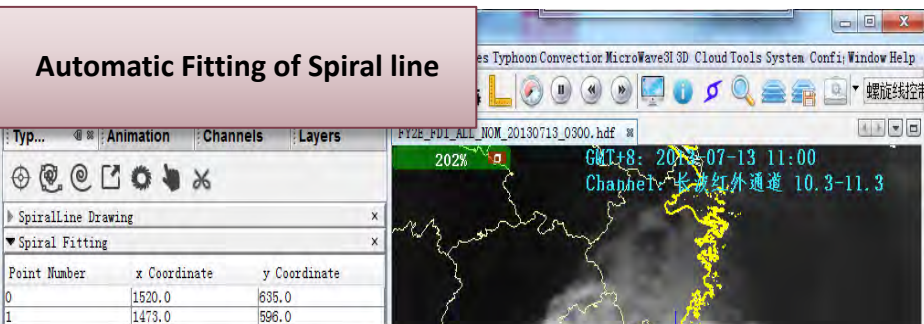 Automatic Fitting of Spiral line
es Typhoon Convection MicroWave3I 3D Cloud Tools System Confi Window Help
螺旋线控制
Typ... Animation Channels Layers
FY2E_FDI_ALL_NOM_20130713_0300.hdf
202%
GMT+8: 2013-07-13 11:00
Channel: 长波红外通道 10.3-11.3
SpiralLine Drawing
Spiral Fitting
Point Number x Coordinate y Coordinate
0 1520.0 635.0
1 1473.0 596.0